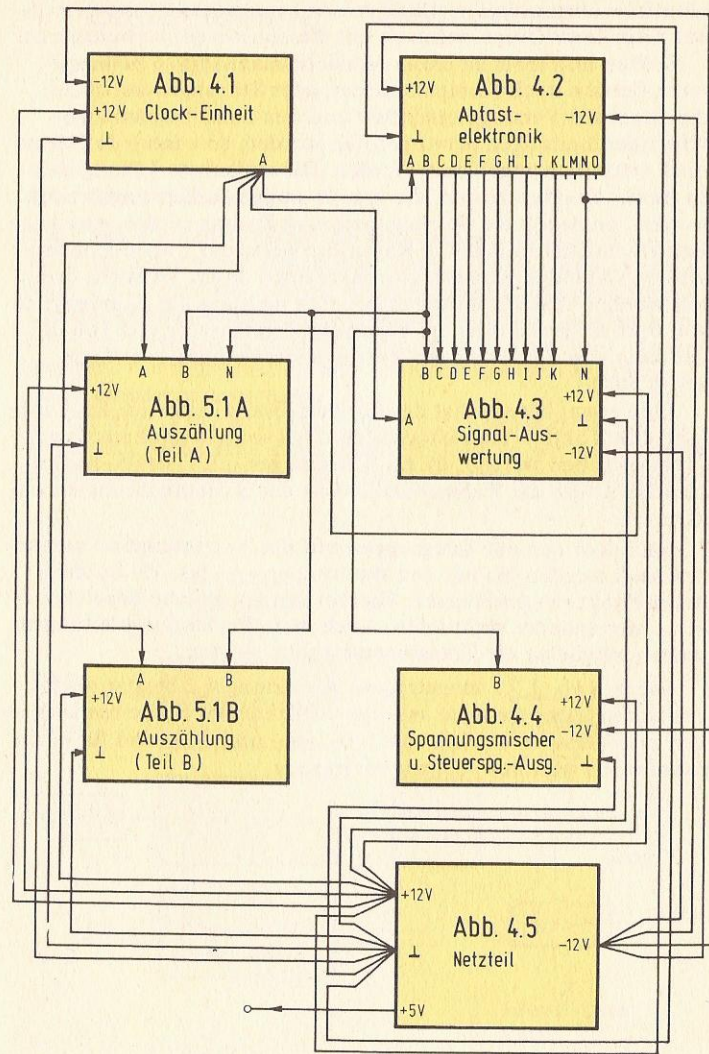 Abb. 4.1
-12V
+12V Clock-Einheit
⊥
A
Abb. 4.2
+12V
Abtast-
-12V
elektronik
⊥
A B C D E F G H I J K L M N O
A B N
+12V
Abb. 5.1 A
Auszählung
(Teil A)
⊥
B C D E F G H I J K N
+12V
Abb. 4.3
⊥
A
Signal-Aus-
wertung
-12V
A B
+12V
Abb. 5.1 B
Auszählung
(Teil B)
⊥
B
+12V
Abb. 4.4
-12V
Spannungsmischer
u. Steuerspg.-Ausg.
⊥
+12V
Abb. 4.5
⊥
Netzteil
-12V
+5V